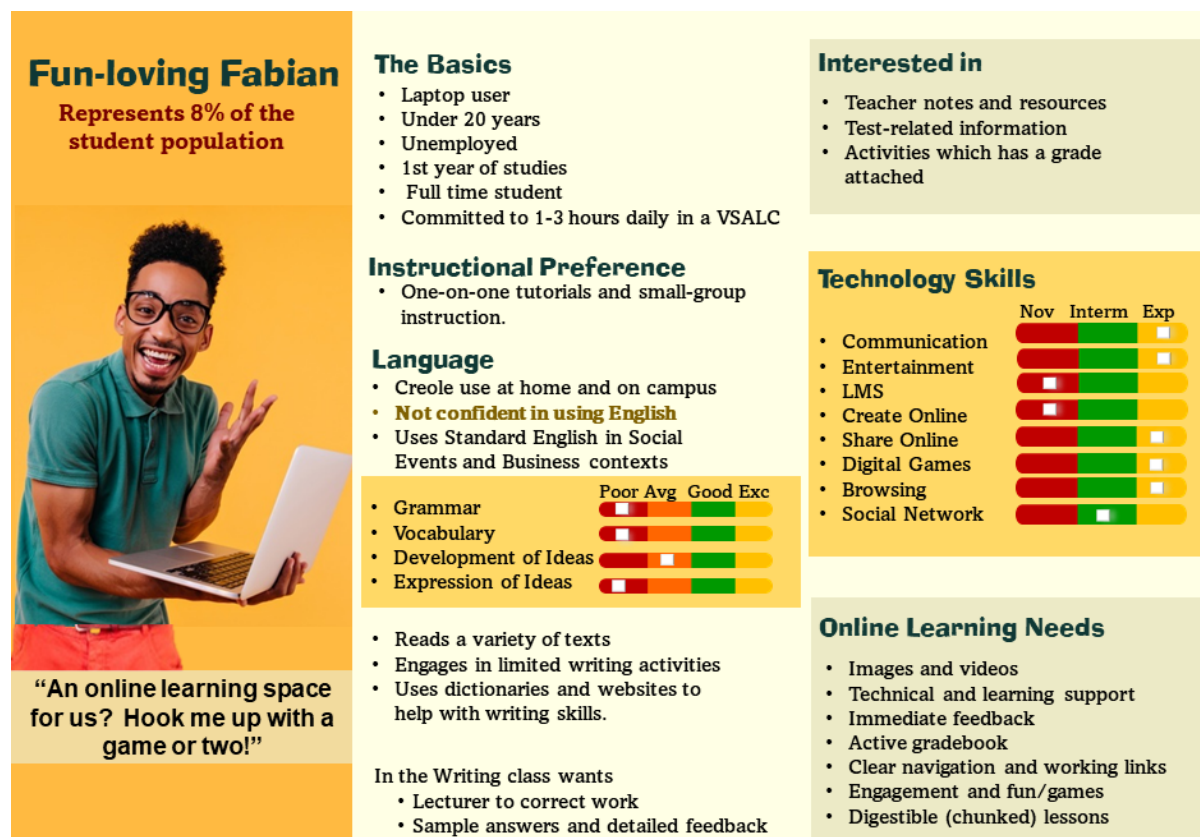 Fun-loving Fabian
Represents 8% of the
student population
“An online learning space
for us? Hook me up with a
game or two!”
The Basics
• Laptop user
• Under 20 years
• Unemployed
• 1st year of studies
• Full time student
• Committed to 1-3 hours daily in a VSALC
Instructional Preference
• One-on-one tutorials and small-group
instruction.
Language
• Creole use at home and on campus
• Not confident in using English
• Uses Standard English in Social
Events and Business contexts
Poor Avg Good Exc
• Grammar
• Vocabulary
• Development of Ideas
• Expression of Ideas
• Reads a variety of texts
• Engages in limited writing activities
• Uses dictionaries and websites to
help with writing skills.
In the Writing class wants
• Lecturer to correct work
• Sample answers and detailed feedback
Interested in
• Teacher notes and resources
• Test-related information
• Activities which has a grade
attached
Technology Skills
Nov Interm Exp
• Communication
• Entertainment
• LMS
• Create Online
• Share Online
• Digital Games
• Browsing
• Social Network
Online Learning Needs
• Images and videos
• Technical and learning support
• Immediate feedback
• Active gradebook
• Clear navigation and working links
• Engagement and fun/games
• Digestible (chunked) lessons